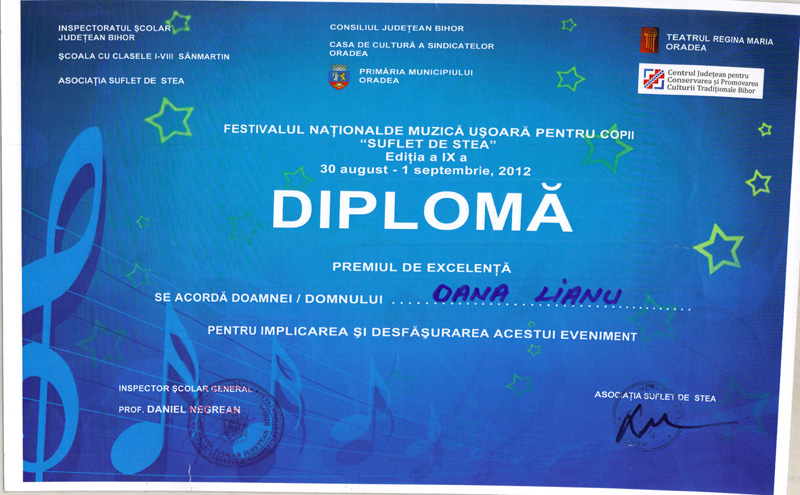 INSPECTORATUL ŞCOLAR
JUDEŢEAN BIHOR
ŞCOALA CU CLASELE I-VIII SÂNMARTIN
ASOCIAŢIA SUFLET DE STEA
CONSILIUL JUDEŢEAN BIHOR
CASA DE CULTURĂ A SINDICATELOR
ORADEA
PRIMĂRIA MUNICIPIULUI
ORADEA
TEATRUL REGINA MARIA
ORADEA
Centrul Judeţean pentru
Conservarea şi Promovarea
Culturii Tradiţionale Bihor
FESTIVALUL NAŢIONALDE MUZICĂ UŞOARĂ PENTRU COPII
“SUFLET DE STEA”
Ediţia a IX a
30 august - 1 septembrie, 2012
DIPLOMĂ
PREMIUL DE EXCELENŢĂ
SE ACORDĂ DOAMNEI / DOMNULUI DANA LIANU
PENTRU IMPLICAREA ŞI DESFĂŞURAREA ACESTUI EVENIMENT
INSPECTOR ŞCOLAR GENERAL
PROF. DANIEL NEGREAN
ASOCIAŢIA SUFLET DE STEA